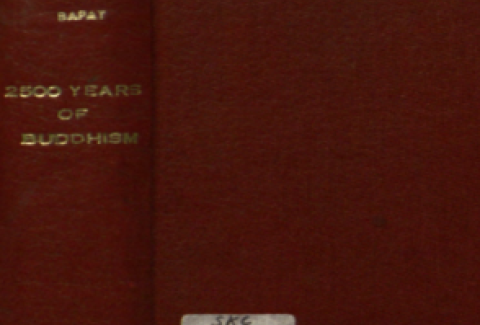 BAPAT
2500 YEARS
OF
BUDDHISM
SKC